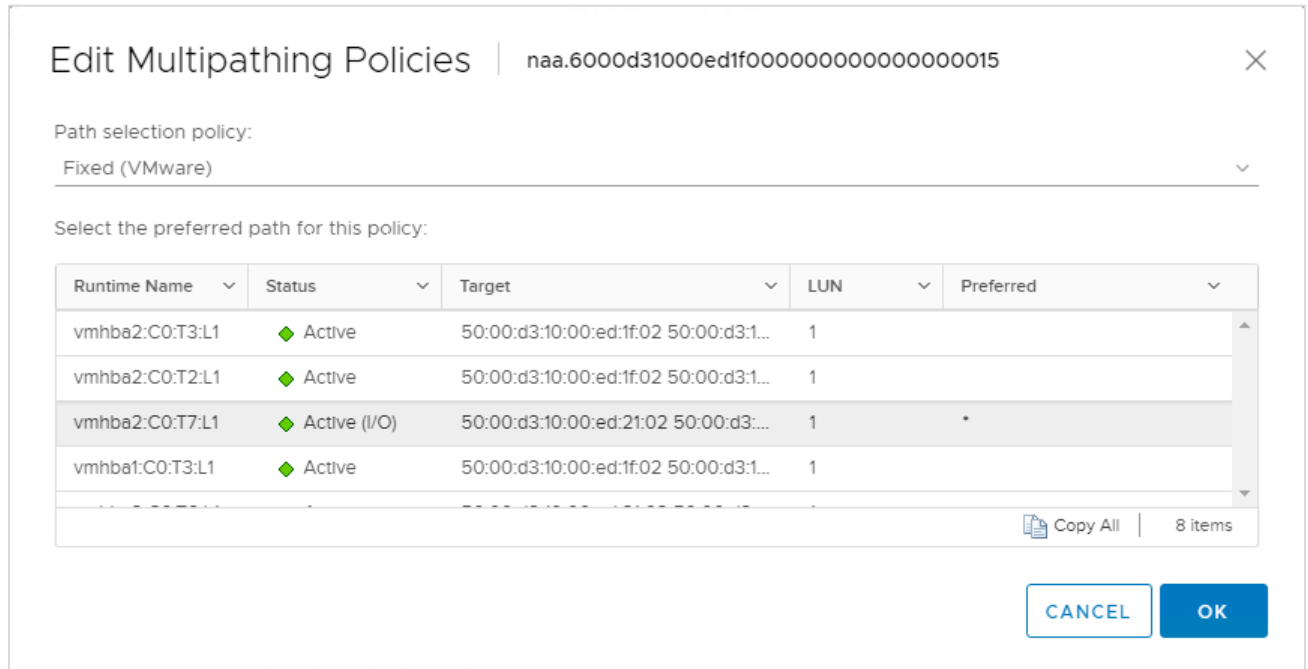 Edit Multipathing Policies naa.6000d31000ed1f000000000000000015
Path selection policy:
Fixed (VMware)
Select the preferred path for this policy:
Runtime Name Status Target LUN Preferred
vmhba2:C0:T3:L1 Active 50:00:d3:10:00:ed:1f:02 50:00:d3:1... 1
vmhba2:C0:T2:L1 Active 50:00:d3:10:00:ed:1f:02 50:00:d3:1... 1
vmhba2:C0:T7:L1 Active (I/O) 50:00:d3:10:00:ed:21:02 50:00:d3:... 1 *
vmhba1:C0:T3:L1 Active 50:00:d3:10:00:ed:1f:02 50:00:d3:1... 1
Copy All 8 items
CANCEL OK